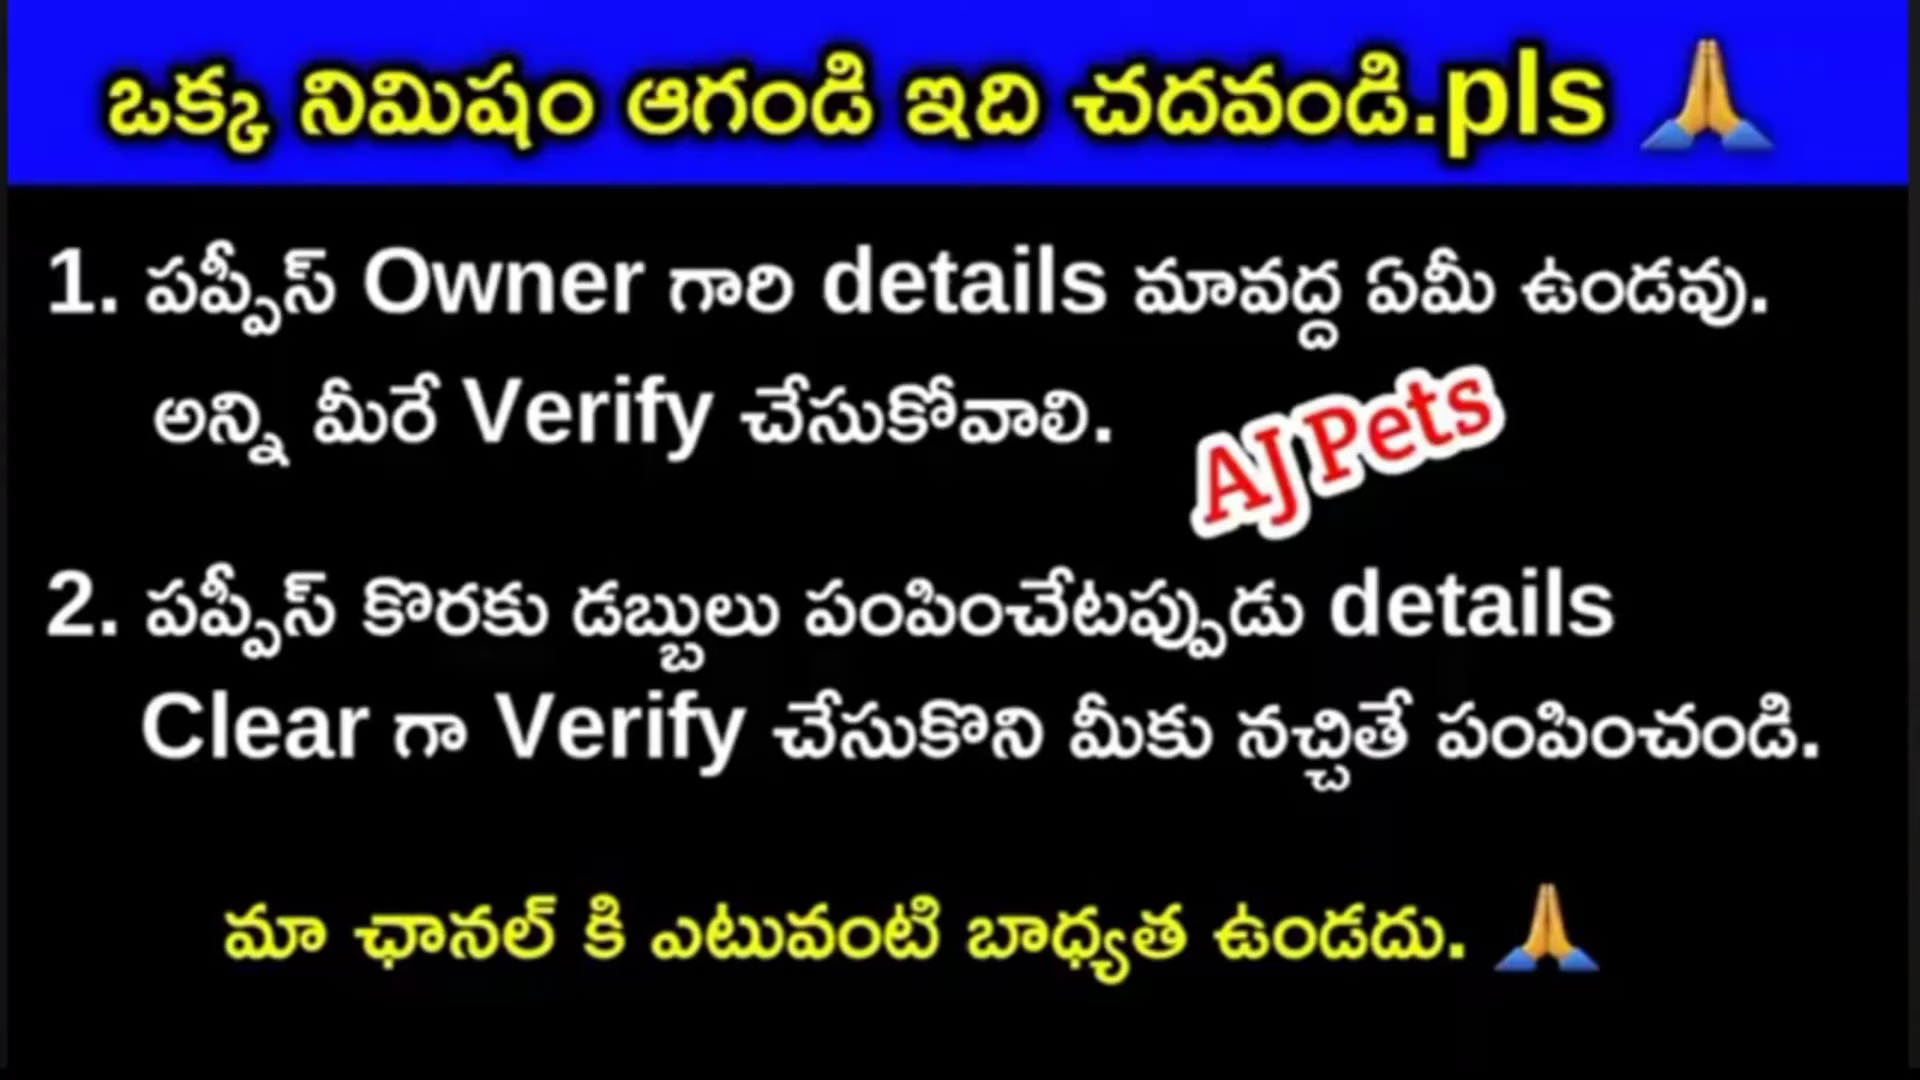 ఒక్క నిమిషం ఆగండి ఇది చదవండి.pls 🙏
1. పప్పీస్ Owner గారి details మావద్ద ఏమీ ఉండవు.
అన్ని మీరే Verify చేసుకోవాలి.
AJ Pets
2. పప్పీస్ కొరకు డబ్బులు పంపించేటప్పుడు details
Clear గా Verify చేసుకొని మీకు నచ్చితే పంపించండి.
మా ఛానల్ కి ఎటువంటి బాధ్యత ఉండదు. 🙏